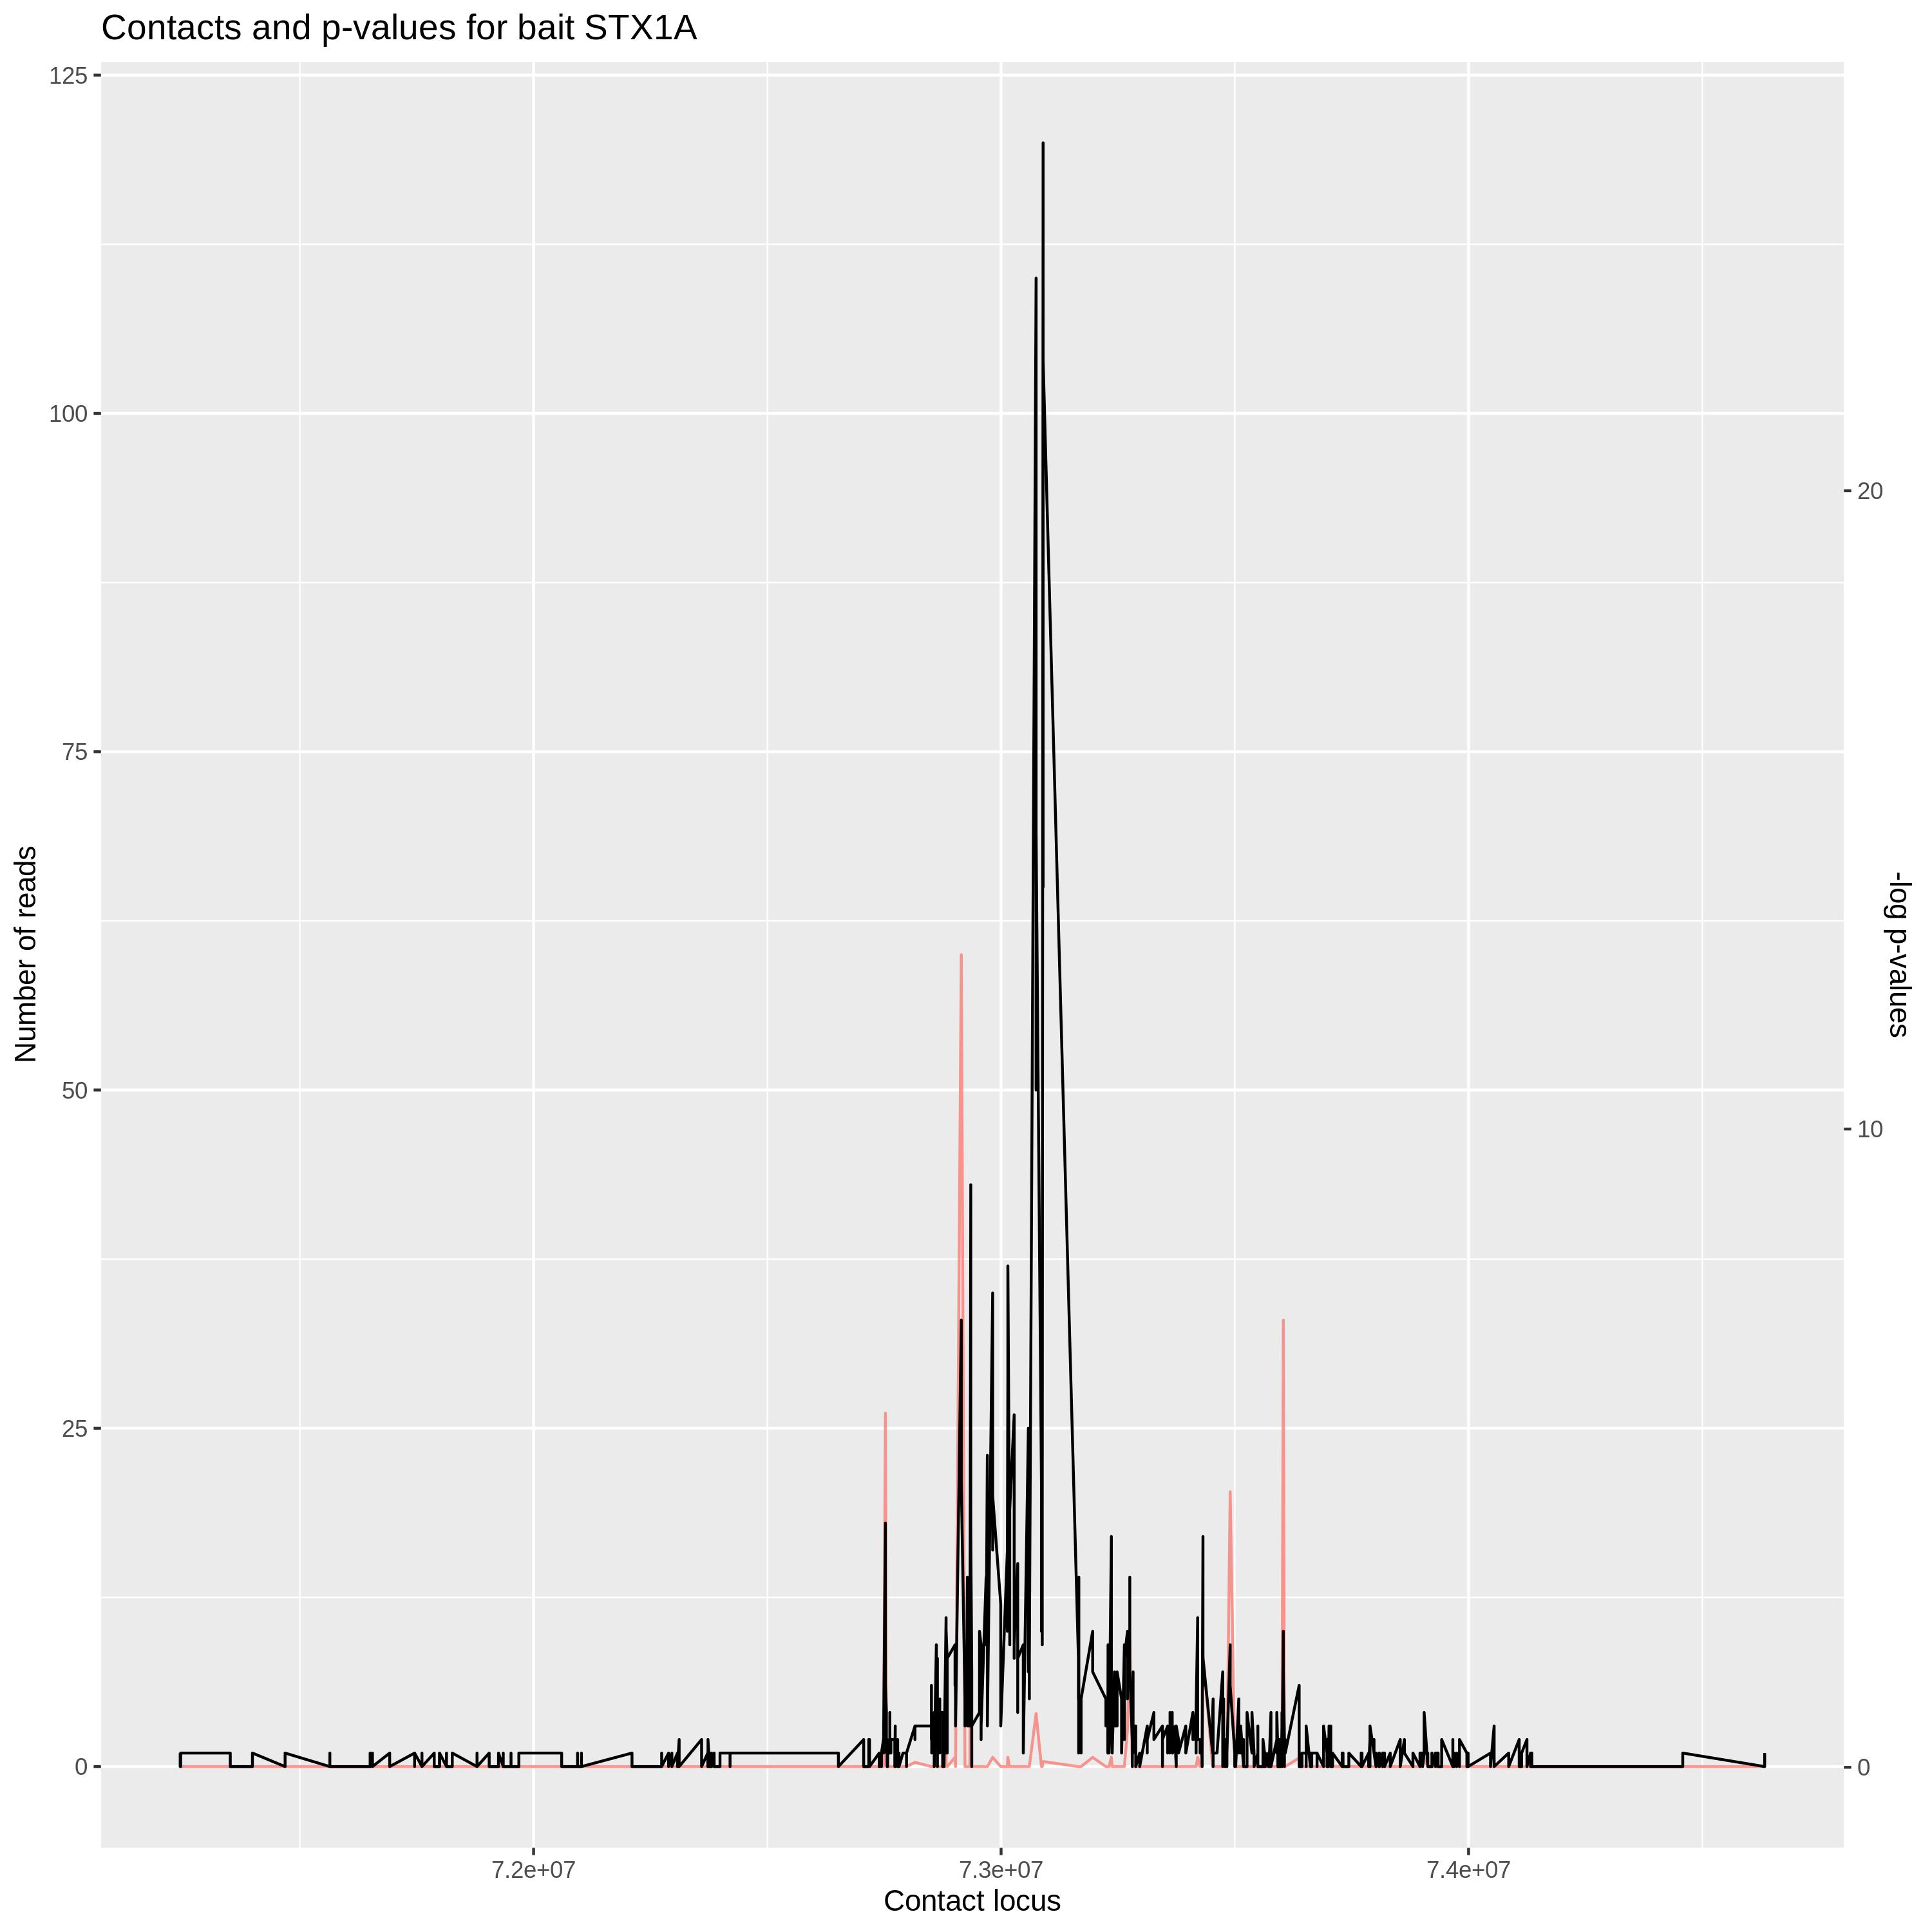 Contacts and p-values for bait STX1A
125
100
75
50
25
0
Number of reads
20
10
0
-log p-values
7.2e+07
7.3e+07
7.4e+07
Contact locus